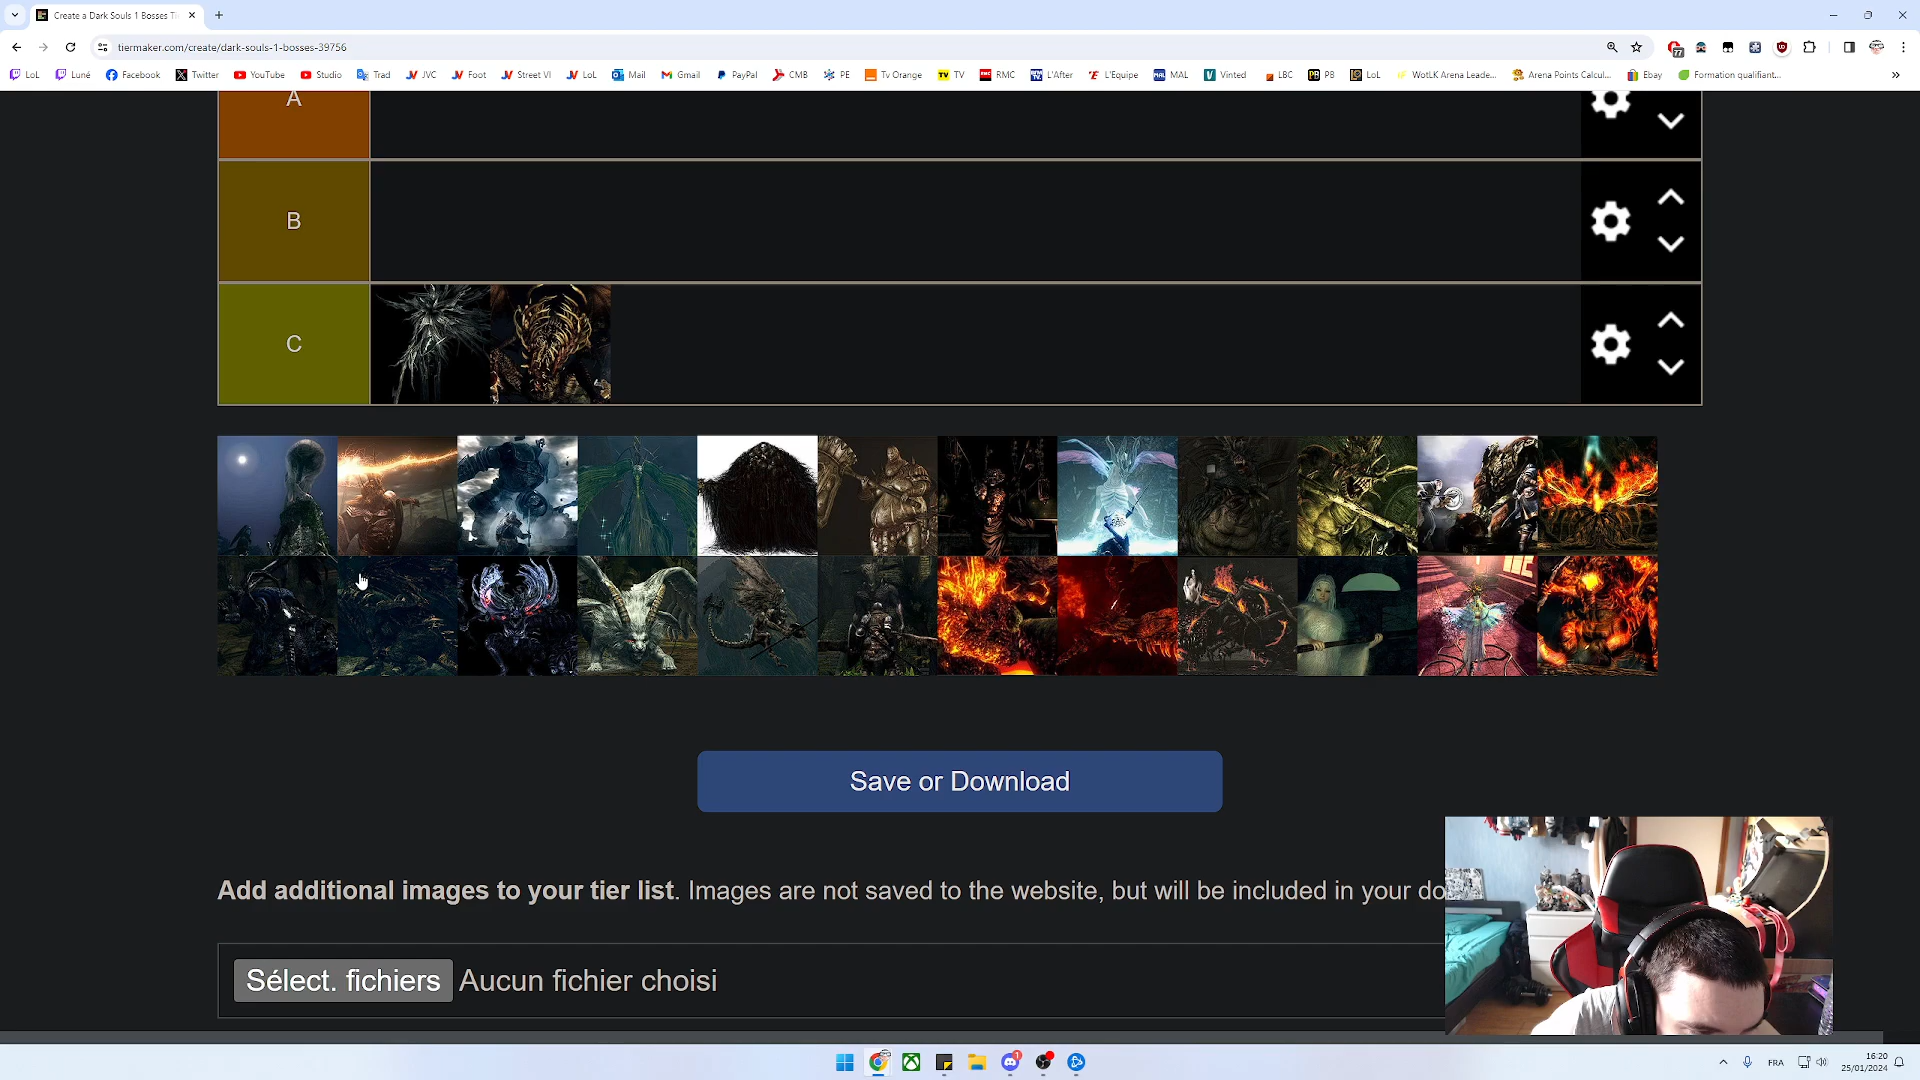 Create a Dark Souls 1 Bosses Ti
tiermaker.com/create/dark-souls-1-bosses-39756
LoL Luné Facebook Twitter YouTube Studio Trad JVC Foot Street VI LoL Mail Gmail PayPal CMB PE Tv Orange TV RMC L'After L'Equipe MAL Vinted LBC PB LoL WotLK Arena Leade... Arena Points Calcul... Ebay Formation qualifiant...
A
B
C
Save or Download
Add additional images to your tier list. Images are not saved to the website, but will be included in your do
Sélect. fichiers Aucun fichier choisi
FRA
16:20
25/01/2024